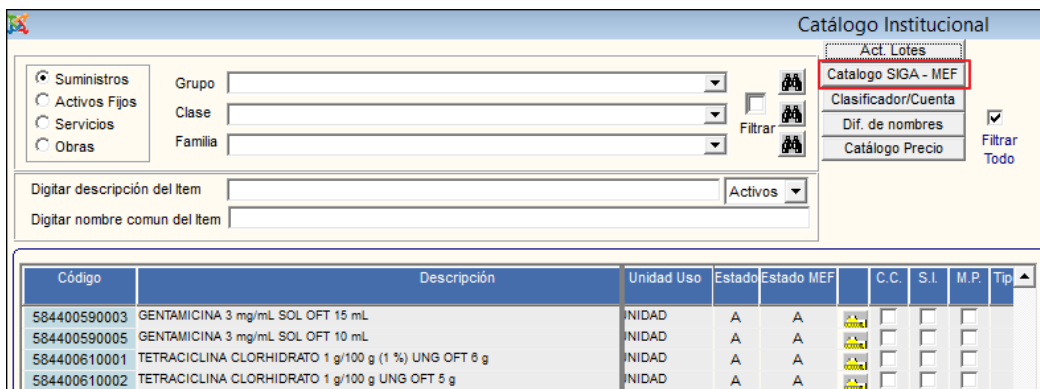 Catálogo Institucional
Act. Lotes
Suministros
Activos Fijos
Servicios
Obras
Grupo
Clase
Familia
Filtrar
Catalogo SIGA - MEF
Clasificador/Cuenta
Dif. de nombres
Catálogo Precio
Filtrar
Todo
Digitar descripción del Item
Activos
Digitar nombre comun del Item
Código Descripción Unidad Uso Estado Estado MEF C.C. S.I. M.P. Tip
584400590003 GENTAMICINA 3 mg/mL SOL OFT 15 mL UNIDAD A A
584400590005 GENTAMICINA 3 mg/mL SOL OFT 10 mL UNIDAD A A
584400610001 TETRACICLINA CLORHIDRATO 1 g/100 g (1 %) UNG OFT 6 g UNIDAD A A
584400610002 TETRACICLINA CLORHIDRATO 1 g/100 g UNG OFT 5 g UNIDAD A A